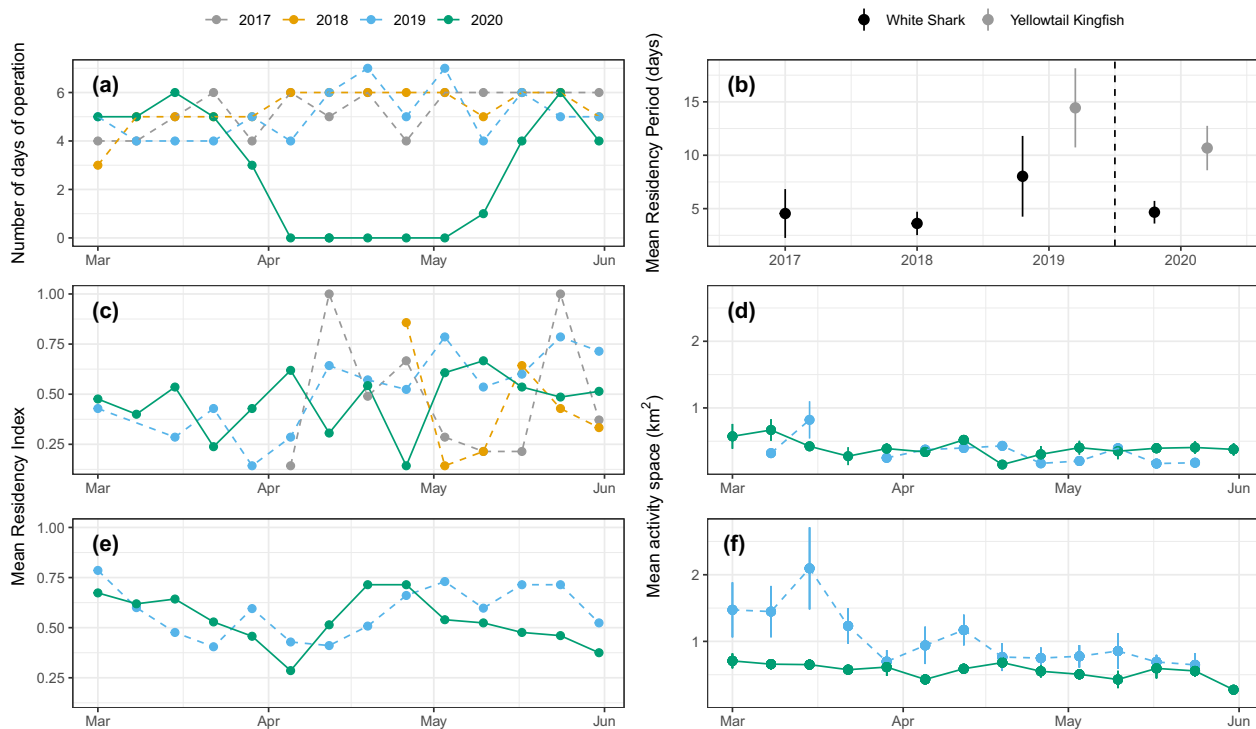 2017 2018 2019 2020
White Shark Yellowtail Kingfish
Number of days of operation
(a)
6
4
2
0
Mar Apr May Jun
Mean Residency Period (days)
(b)
15
10
5
2017 2018 2019 2020
Mean Residency Index
(c)
1.00
0.75
0.50
0.25
Mar Apr May Jun
Mean activity space (km²)
(d)
2
1
Mar Apr May Jun
(e)
1.00
0.75
0.50
0.25
Mar Apr May Jun
(f)
2
1
Mar Apr May Jun